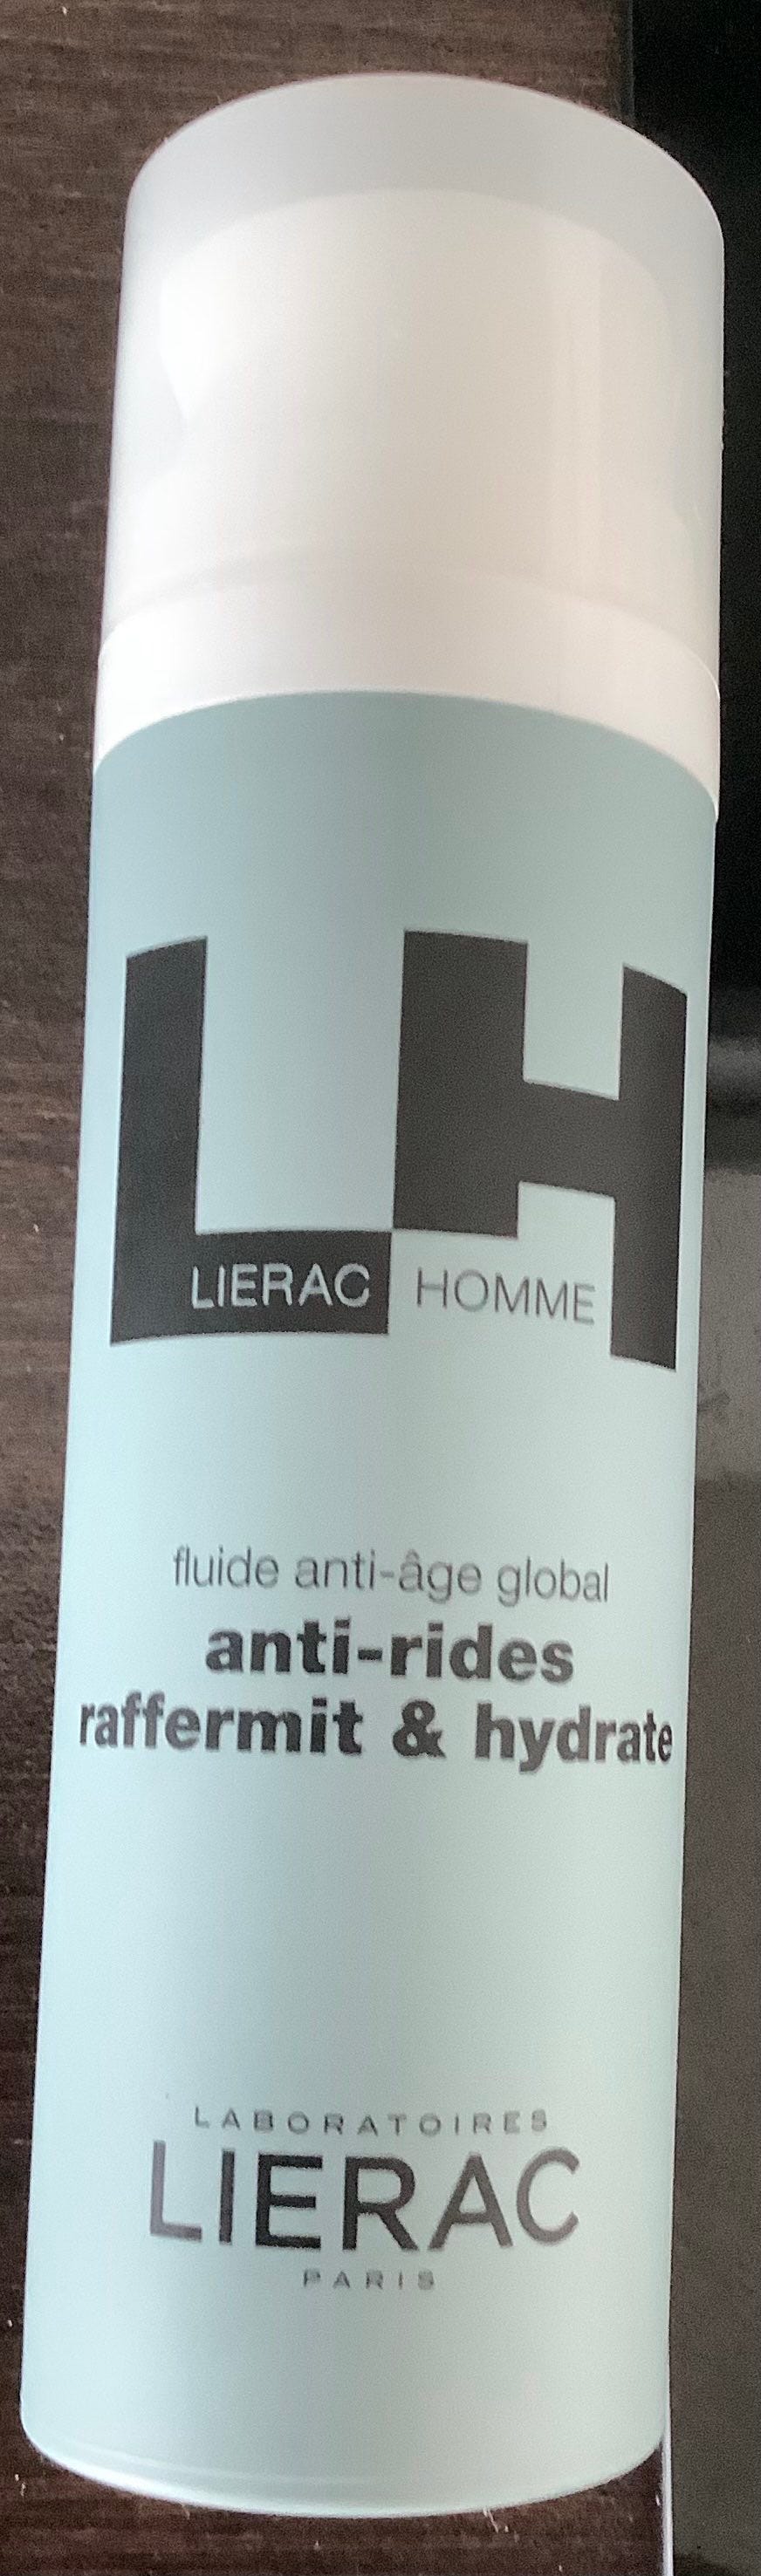 LH
LIERAC HOMME
fluide anti-âge global
anti-rides
raffermit & hydrate
LABORATOIRES
LIERAC
PARIS